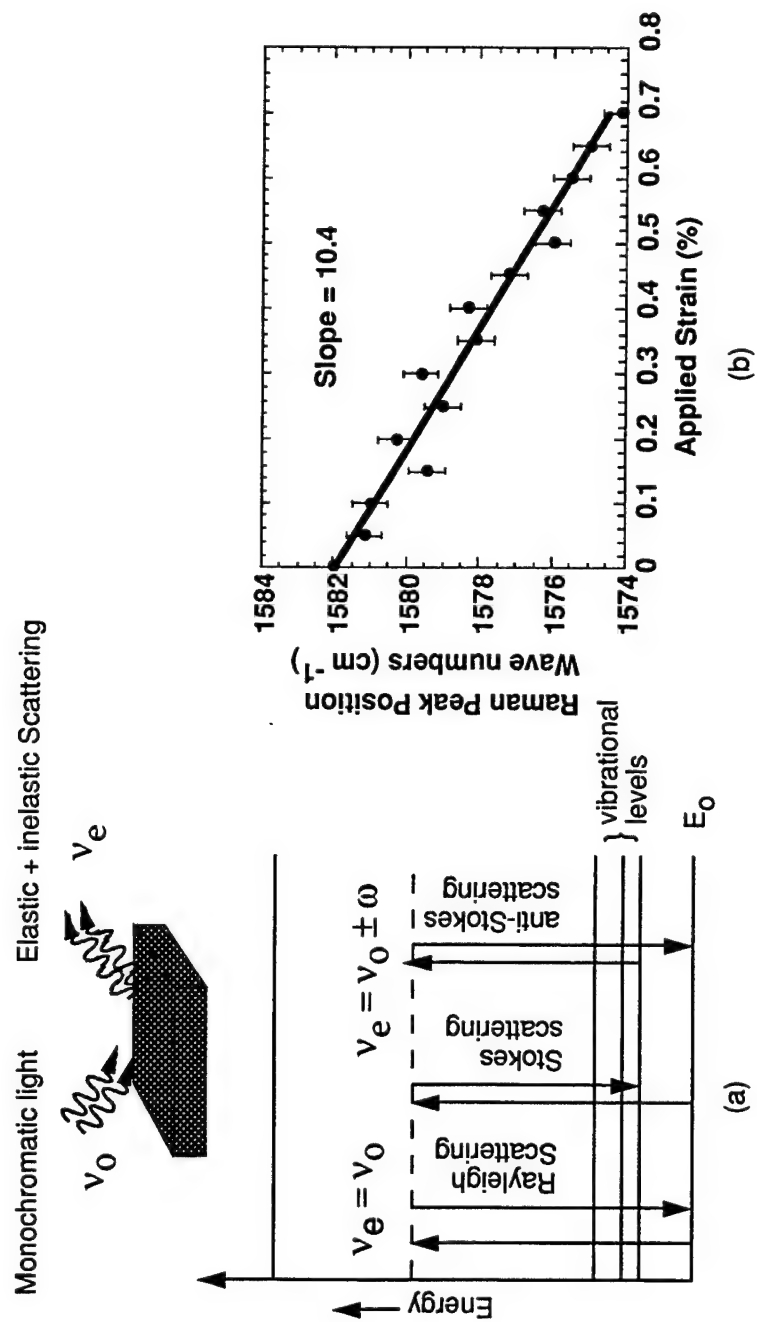 Monochromatic light
Elastic + inelastic Scattering
ν₀
νₑ
Energy
νₑ = ν₀
νₑ = ν₀ ± ω
Rayleigh
Scattering
Stokes
scattering
anti-Stokes
scattering
} vibrational
levels
E₀
(a)
Raman Peak Position
Wave numbers (cm⁻¹)
1584
1582
1580
1578
1576
1574
Slope = 10.4
0 0.1 0.2 0.3 0.4 0.5 0.6 0.7 0.8
Applied Strain (%)
(b)